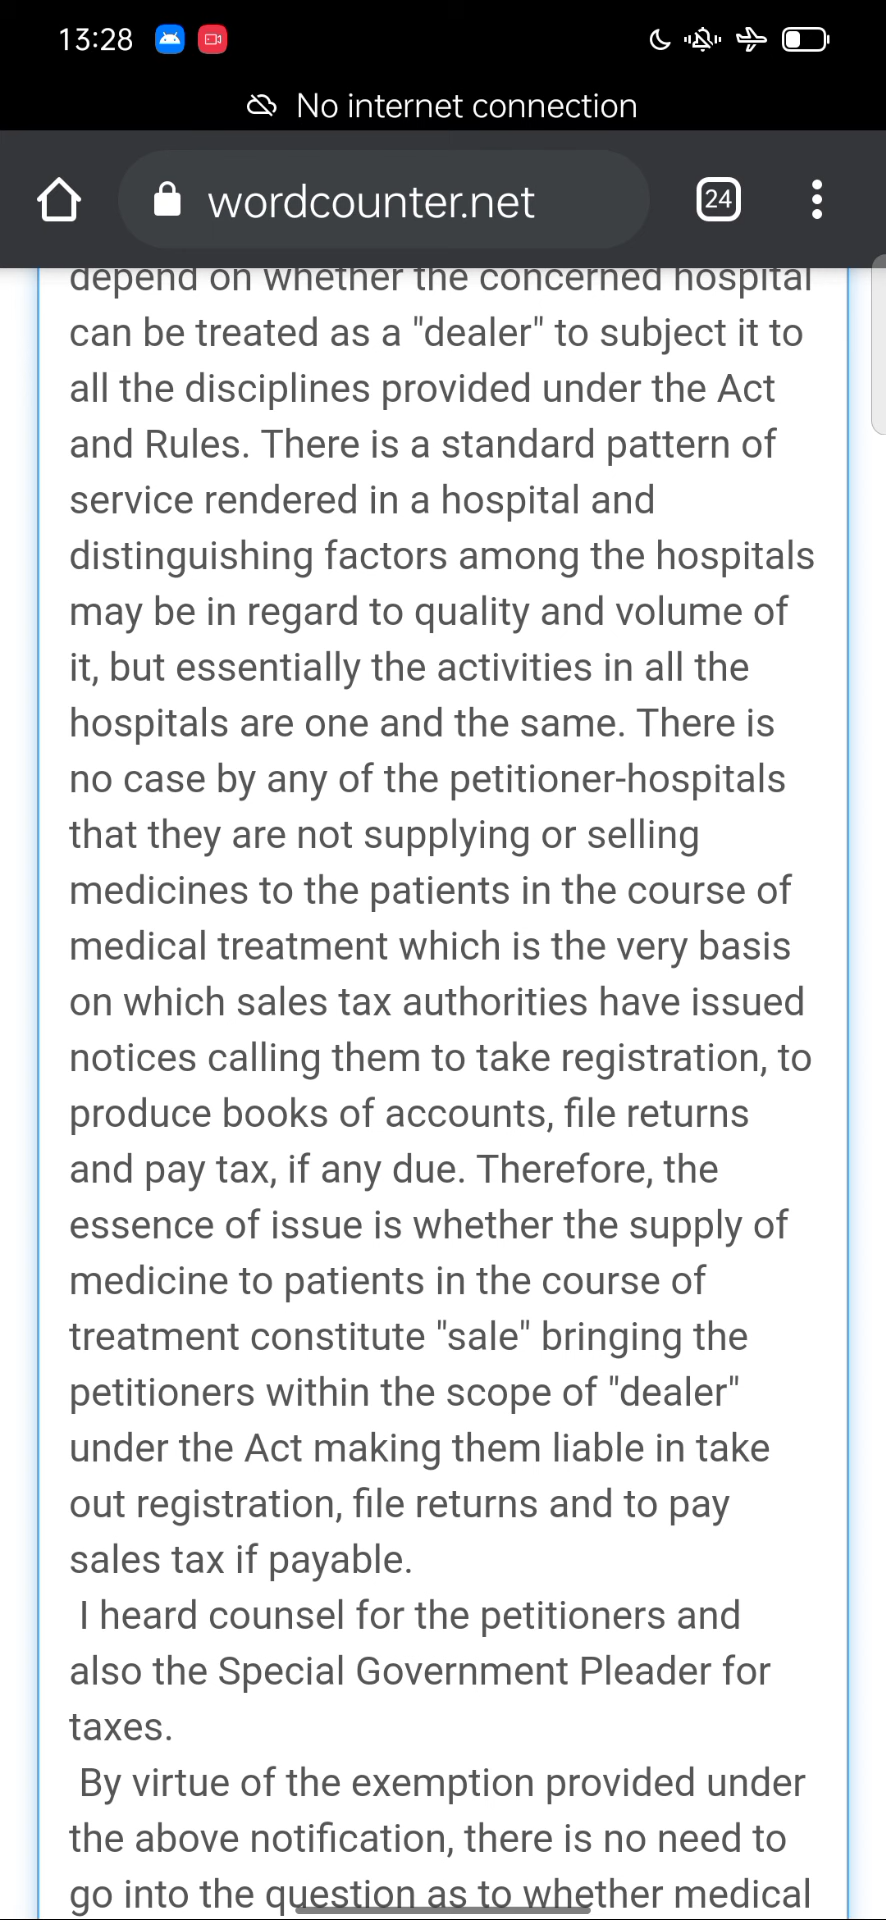 13:28
No internet connection
wordcounter.net
24
depend on whether the concerned hospital
can be treated as a "dealer" to subject it to
all the disciplines provided under the Act
and Rules. There is a standard pattern of
service rendered in a hospital and
distinguishing factors among the hospitals
may be in regard to quality and volume of
it, but essentially the activities in all the
hospitals are one and the same. There is
no case by any of the petitioner-hospitals
that they are not supplying or selling
medicines to the patients in the course of
medical treatment which is the very basis
on which sales tax authorities have issued
notices calling them to take registration, to
produce books of accounts, file returns
and pay tax, if any due. Therefore, the
essence of issue is whether the supply of
medicine to patients in the course of
treatment constitute "sale" bringing the
petitioners within the scope of "dealer"
under the Act making them liable in take
out registration, file returns and to pay
sales tax if payable.
I heard counsel for the petitioners and
also the Special Government Pleader for
taxes.
By virtue of the exemption provided under
the above notification, there is no need to
go into the question as to whether medical